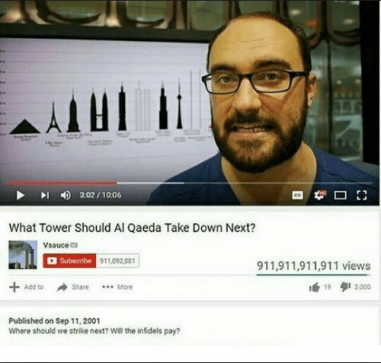 3:02 / 10:06
What Tower Should Al Qaeda Take Down Next?
Vsauce
Subscribe 911,092,001
911,911,911,911 views
Add to Share More
19 3,000
Published on Sep 11, 2001
Where should we strike next? Will the infidels pay?